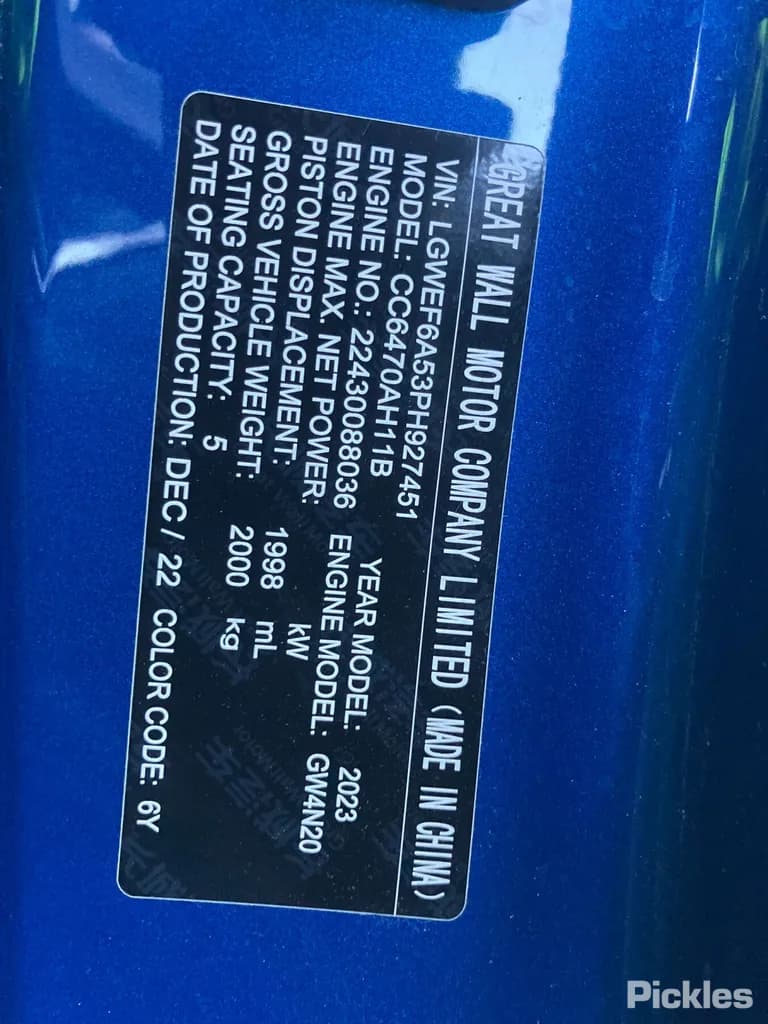 GREAT WALL MOTOR COMPANY LIMITED (MADE IN CHINA)
VIN: LGWEF6A53PH927451
MODEL: CC6470AH11B YEAR MODEL: 2023
ENGINE NO.: 22430088036 ENGINE MODEL: GW4N20
ENGINE MAX. NET POWER: kW
PISTON DISPLACEMENT: 1998 mL
GROSS VEHICLE WEIGHT: 2000 kg
SEATING CAPACITY: 5
DATE OF PRODUCTION: DEC / 22 COLOR CODE: 6Y
Pickles